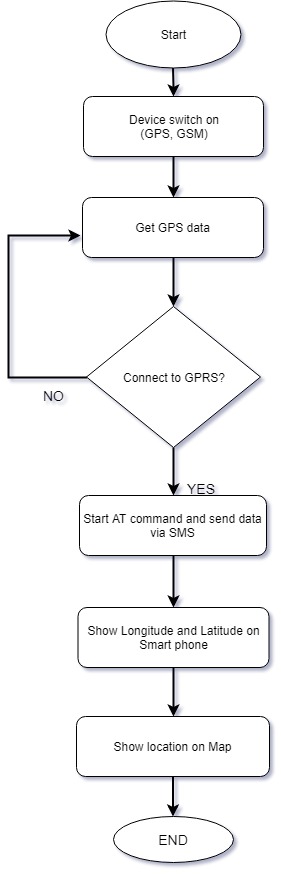 Start
Device switch on
(GPS, GSM)
Get GPS data
Connect to GPRS?
NO
YES
Start AT command and send data
via SMS
Show Longitude and Latitude on
Smart phone
Show location on Map
END